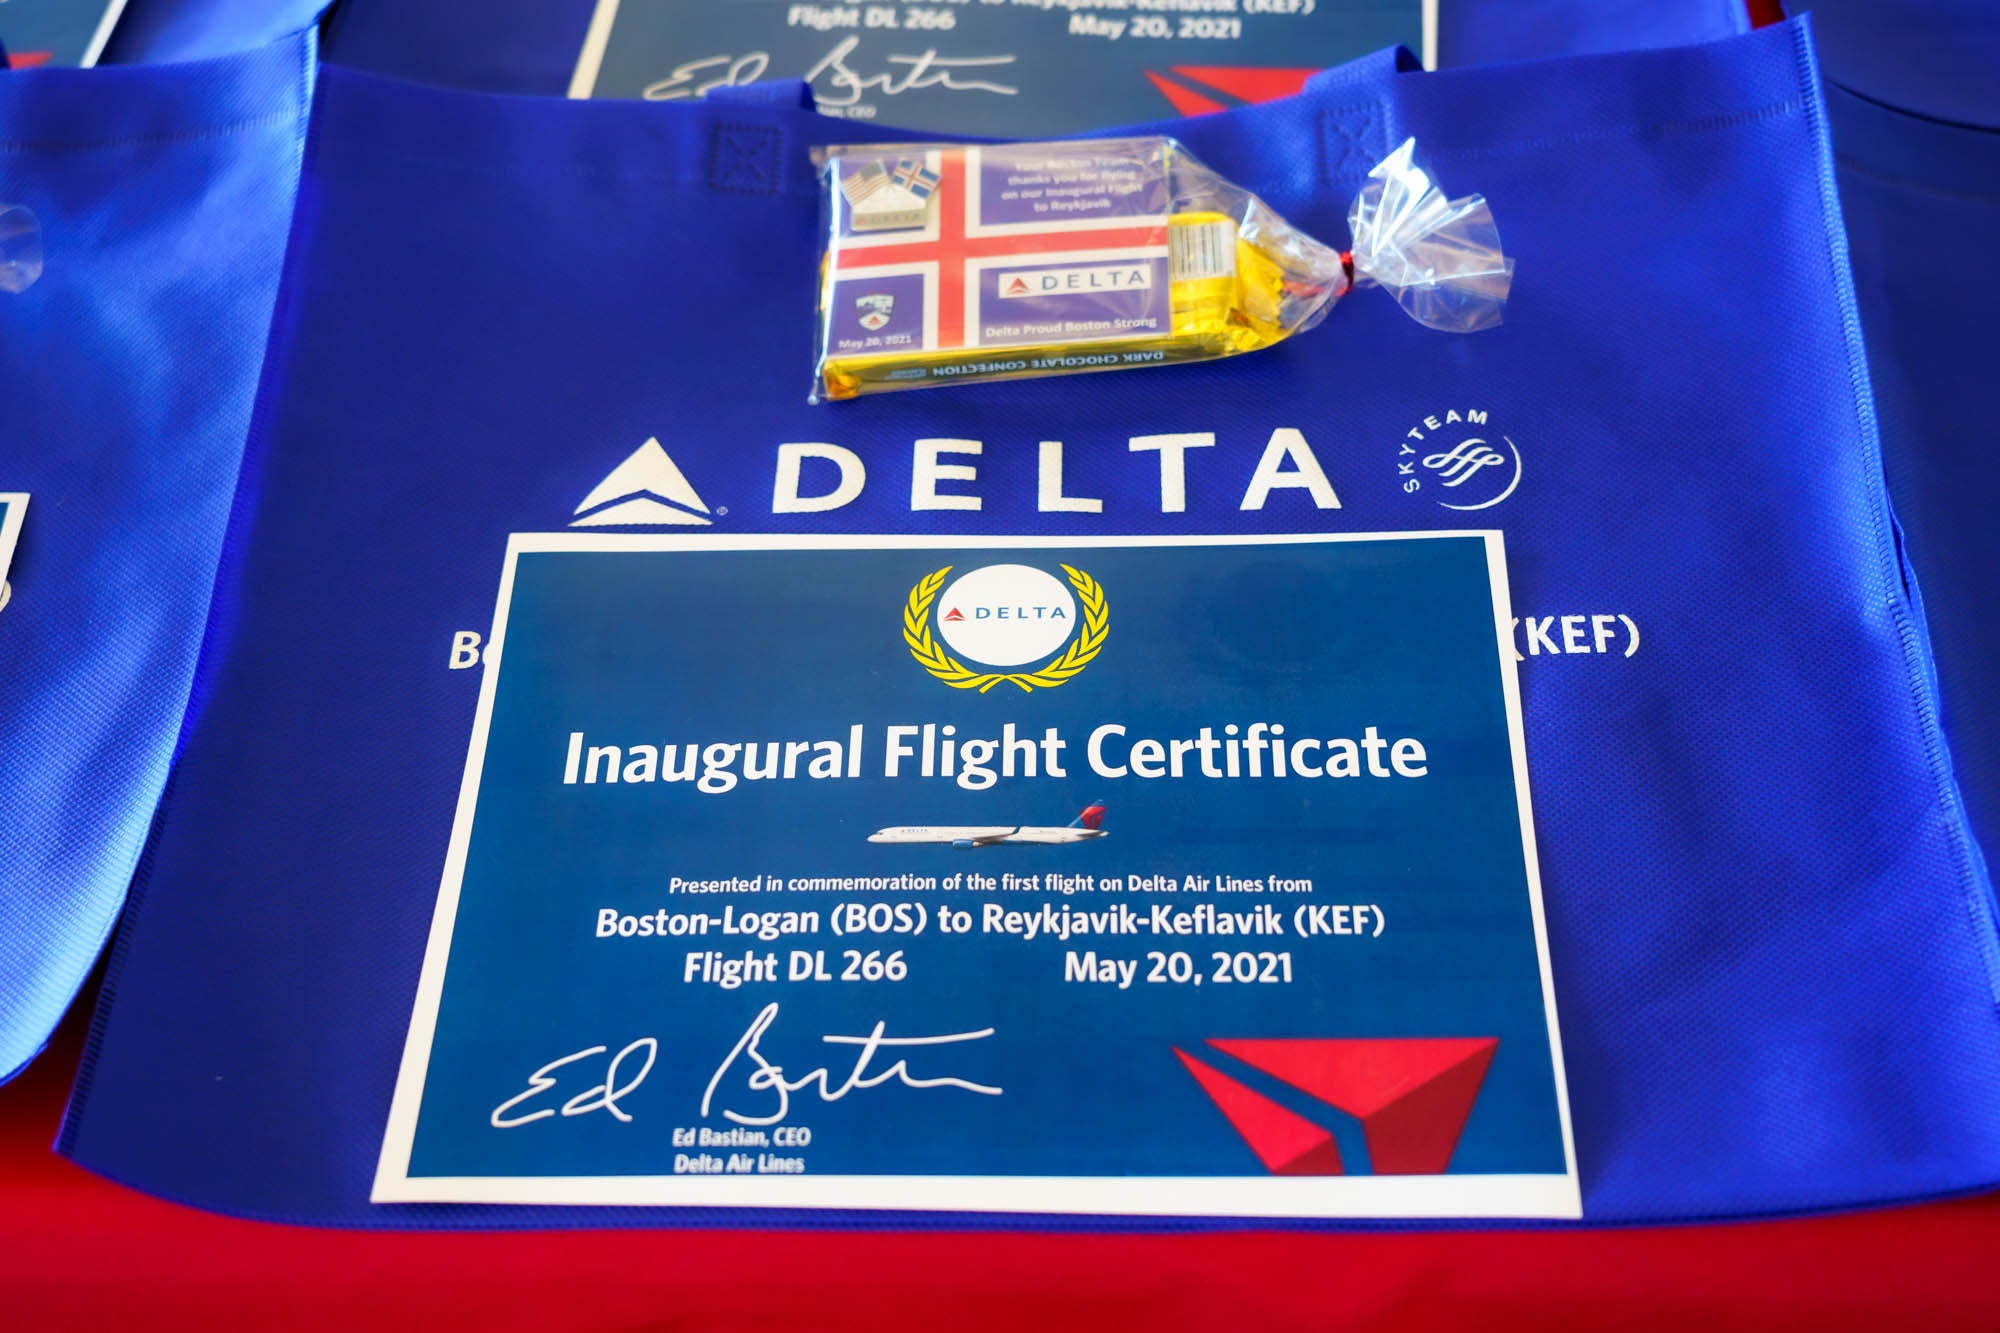 Flight DL 266 May 20, 2021
Ed Bastian
Your Boston Team
thanks you for flying
on our Inaugural Flight
to Reykjavik
DELTA
DELTA
May 20, 2021
Delta Proud Boston Strong
DARK CHOCOLATE CONFECTION
DELTA
SKYTEAM
(KEF)
DELTA
Inaugural Flight Certificate
Presented in commemoration of the first flight on Delta Air Lines from
Boston-Logan (BOS) to Reykjavik-Keflavik (KEF)
Flight DL 266 May 20, 2021
Ed Bastian
Ed Bastian, CEO
Delta Air Lines